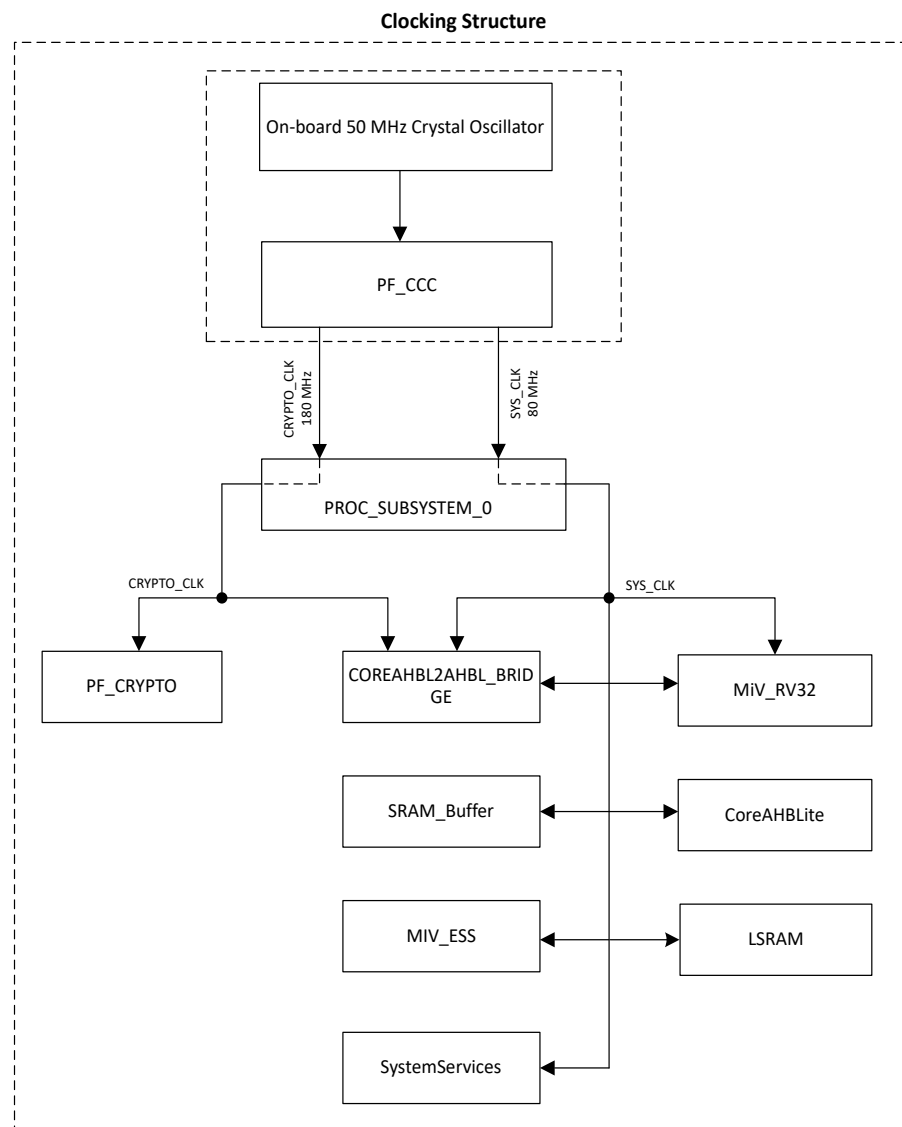 Clocking Structure
On-board 50 MHz Crystal Oscillator
PF_CCC
CRYPTO_CLK
180 MHz
SYS_CLK
80 MHz
PROC_SUBSYSTEM_0
CRYPTO_CLK
SYS_CLK
PF_CRYPTO
COREAHBL2AHBL_BRID
GE
MiV_RV32
SRAM_Buffer
CoreAHBLite
MIV_ESS
LSRAM
SystemServices